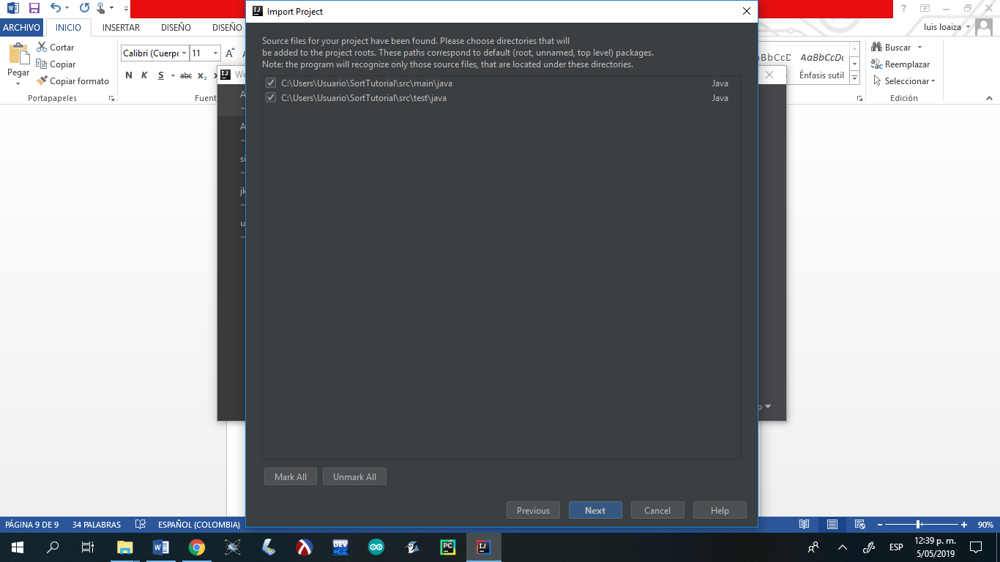 Import Project
ARCHIVO INICIO INSERTAR DISEÑO DISEÑO
luis loaiza
Pegar
Cortar
Copiar
Copiar formato
Portapapeles
Calibri (Cuerpo 11
N K S abc
Énfasis sutil
AaBbCcDc
Buscar
Reemplazar
Seleccionar
Edición
Source files for your project have been found. Please choose directories that will
be added to the project roots. These paths correspond to default (root, unnamed, top level) packages.
Note: the program will recognize only those source files, that are located under these directories.
C:\Users\Usuario\SortTutorial\src\main\java Java
C:\Users\Usuario\SortTutorial\src\test\java Java
Mark All Unmark All
Previous Next Cancel Help
PÁGINA 9 DE 9 34 PALABRAS ESPAÑOL (COLOMBIA)
90%
DEV
PC
IJ
ESP
12:39 p. m.
5/05/2019